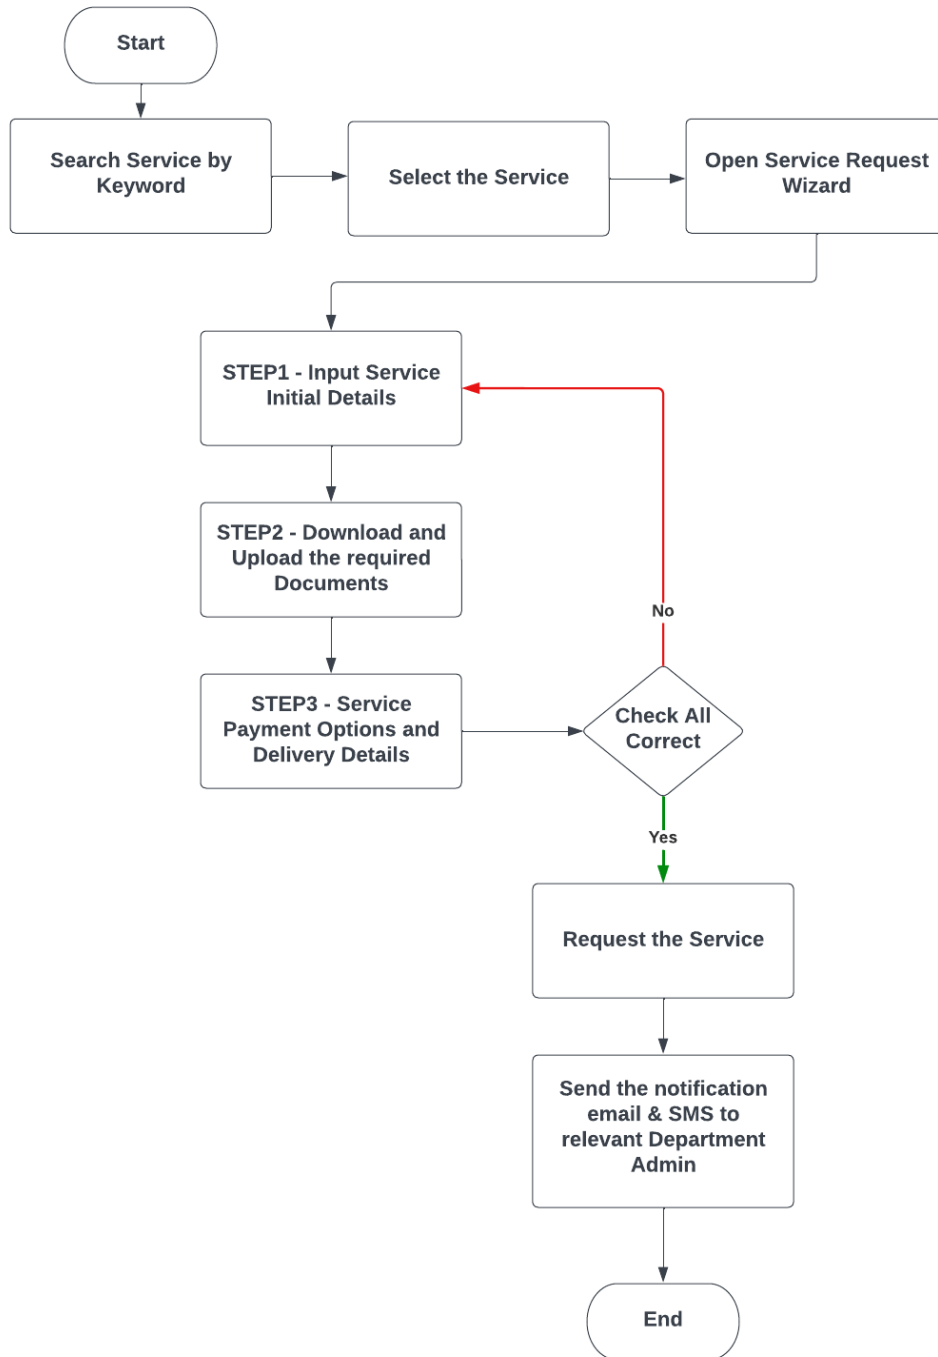 Start
Search Service by
Keyword
Select the Service
Open Service Request
Wizard
STEP1 - Input Service
Initial Details
STEP2 - Download and
Upload the required
Documents
STEP3 - Service
Payment Options and
Delivery Details
No
Check All
Correct
Yes
Request the Service
Send the notification
email & SMS to
relevant Department
Admin
End